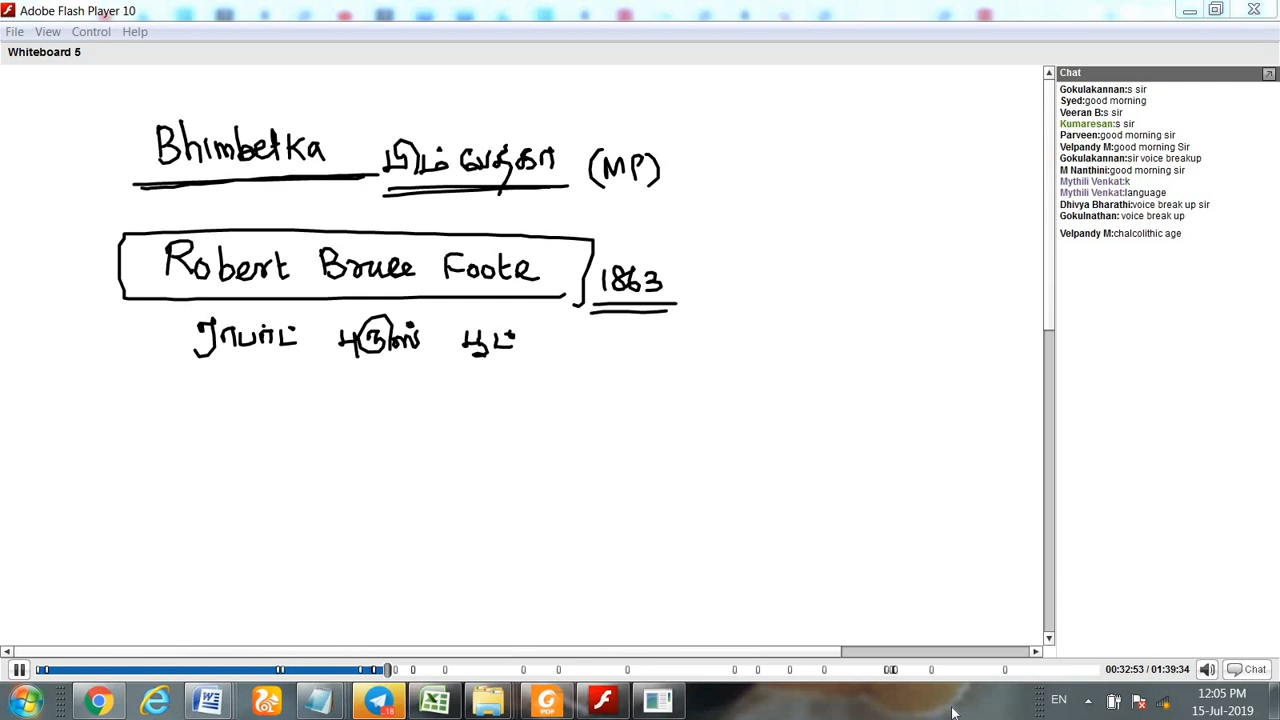 Adobe Flash Player 10
File View Control Help
Whiteboard 5
Bhimbetka பிம் வேத்கா (MP)
Robert Bruce Foote 1863
ராபர்ட் புருஸ் பூட்
Chat
Gokulakannan:s sir
Syed:good morning
Veeran B:s sir
Kumaresan:s sir
Parveen:good morning sir
Velpandy M:good morning Sir
Gokulakannan:sir voice breakup
M Nanthini:good morning sir
Mythili Venkat:k
Mythili Venkat:language
Dhivya Bharathi:voice break up sir
Gokulnathan: voice break up
Velpandy M:chalcolithic age
00:32:53 / 01:39:34 Chat
18
PDF
EN
12:05 PM
15-Jul-2019